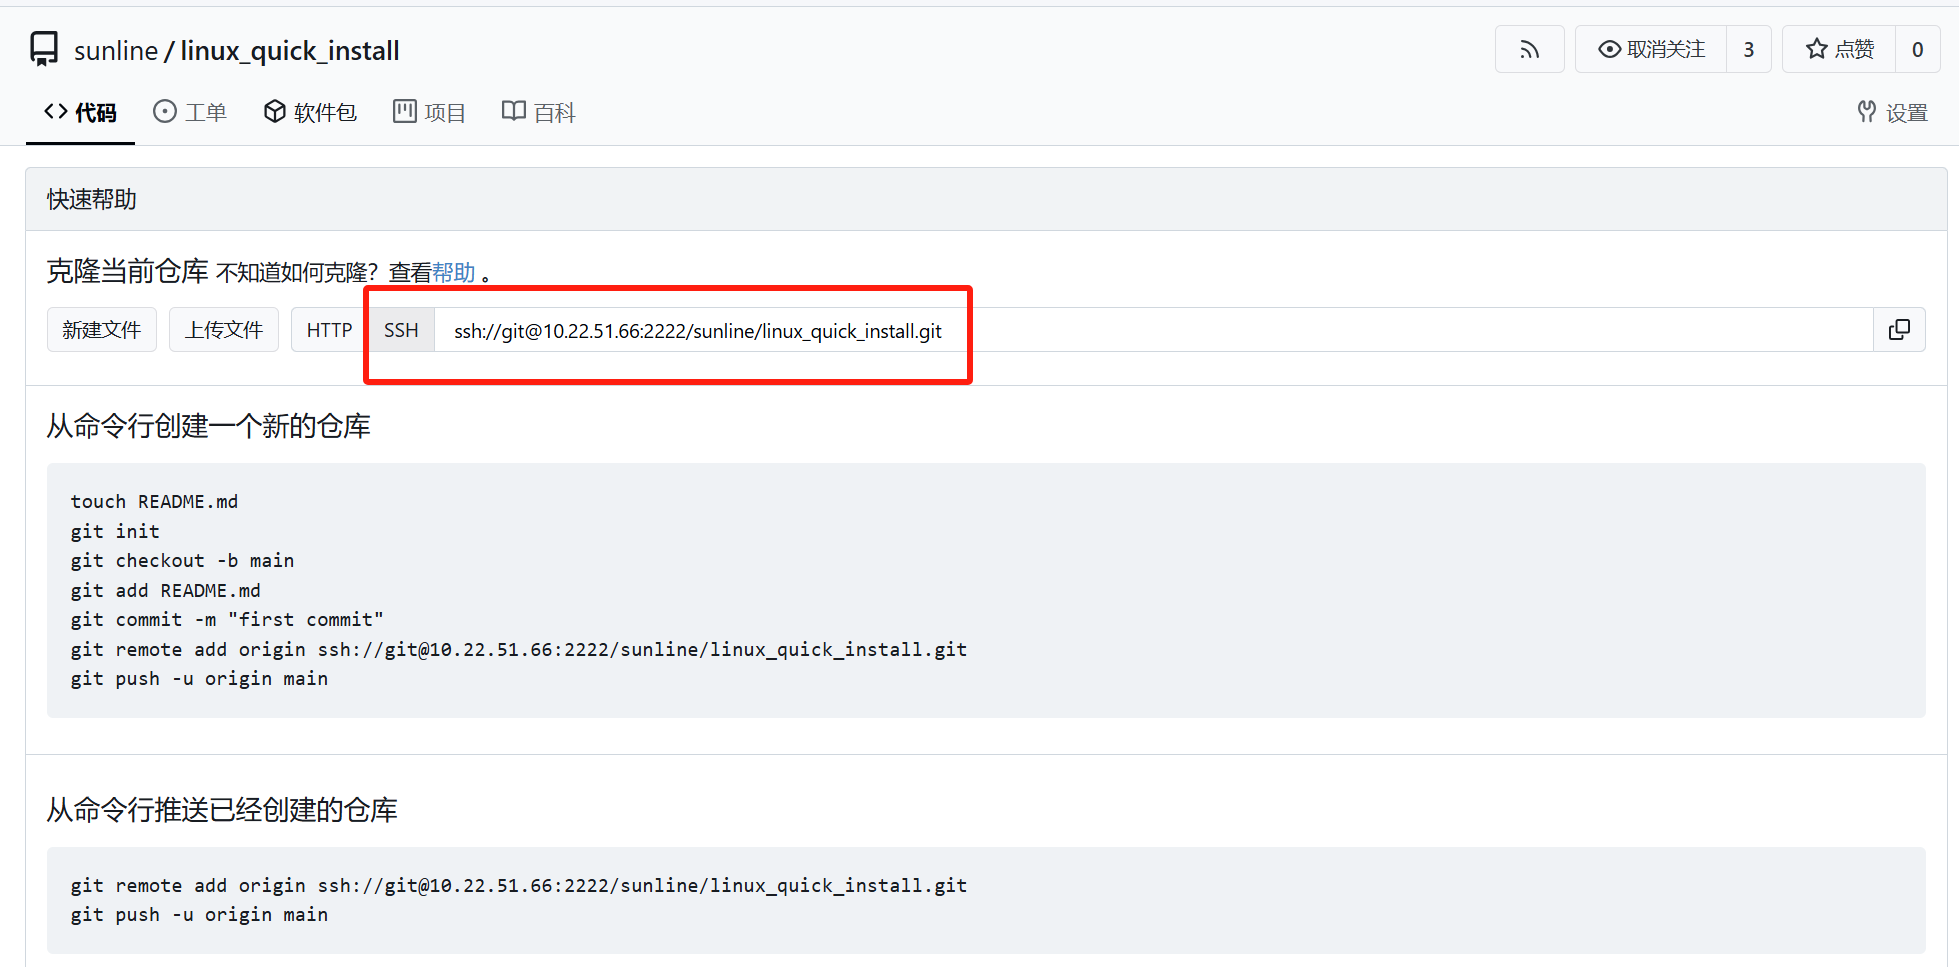 sunline / linux_quick_install
取消关注 3
点赞 0
代码 工单 软件包 项目 百科 设置
快速帮助
克隆当前仓库 不知道如何克隆？查看帮助 。
新建文件 上传文件 HTTP SSH ssh://git@10.22.51.66:2222/sunline/linux_quick_install.git
从命令行创建一个新的仓库
touch README.md
git init
git checkout -b main
git add README.md
git commit -m "first commit"
git remote add origin ssh://git@10.22.51.66:2222/sunline/linux_quick_install.git
git push -u origin main
从命令行推送已经创建的仓库
git remote add origin ssh://git@10.22.51.66:2222/sunline/linux_quick_install.git
git push -u origin main